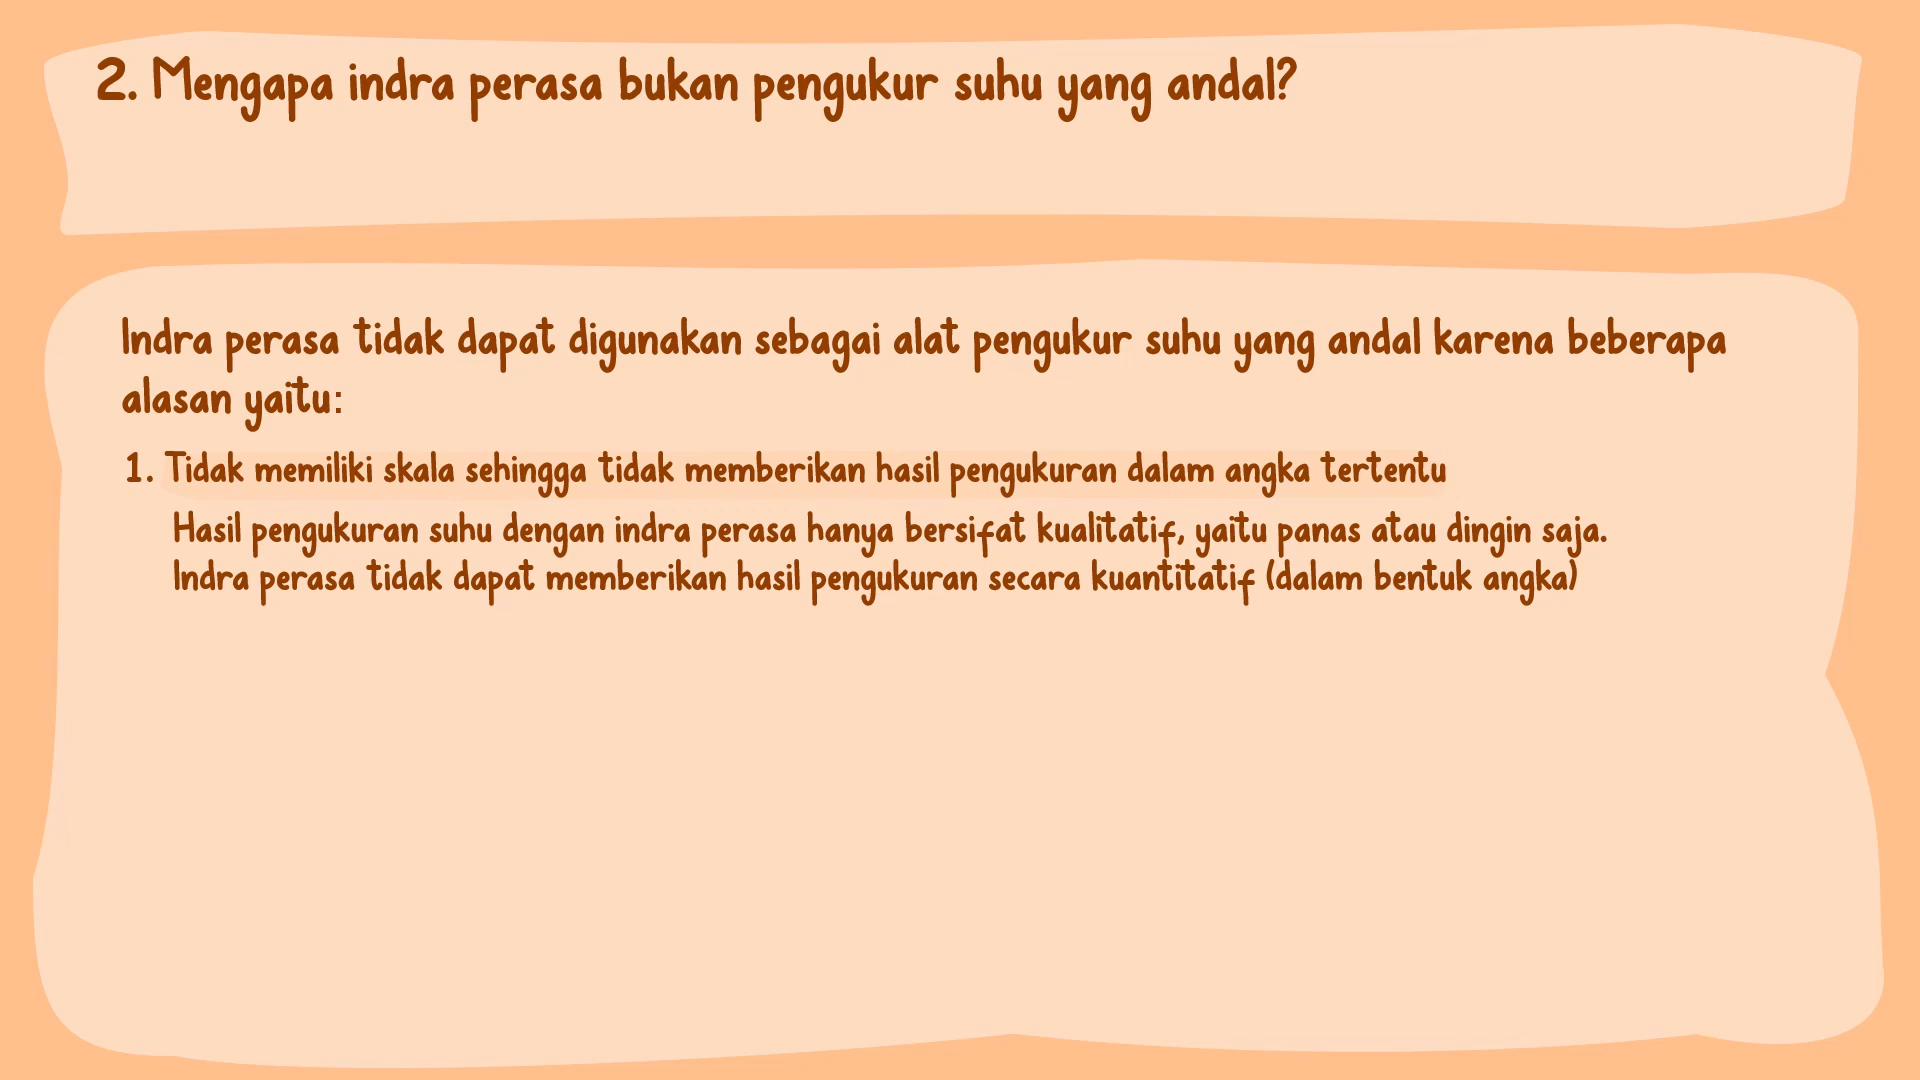 2. Mengapa indra perasa bukan pengukur suhu yang andal?
Indra perasa tidak dapat digunakan sebagai alat pengukur suhu yang andal karena beberapa
alasan yaitu:
1. Tidak memiliki skala sehingga tidak memberikan hasil pengukuran dalam angka tertentu
Hasil pengukuran suhu dengan indra perasa hanya bersifat kualitatif, yaitu panas atau dingin saja.
Indra perasa tidak dapat memberikan hasil pengukuran secara kuantitatif (dalam bentuk angka)